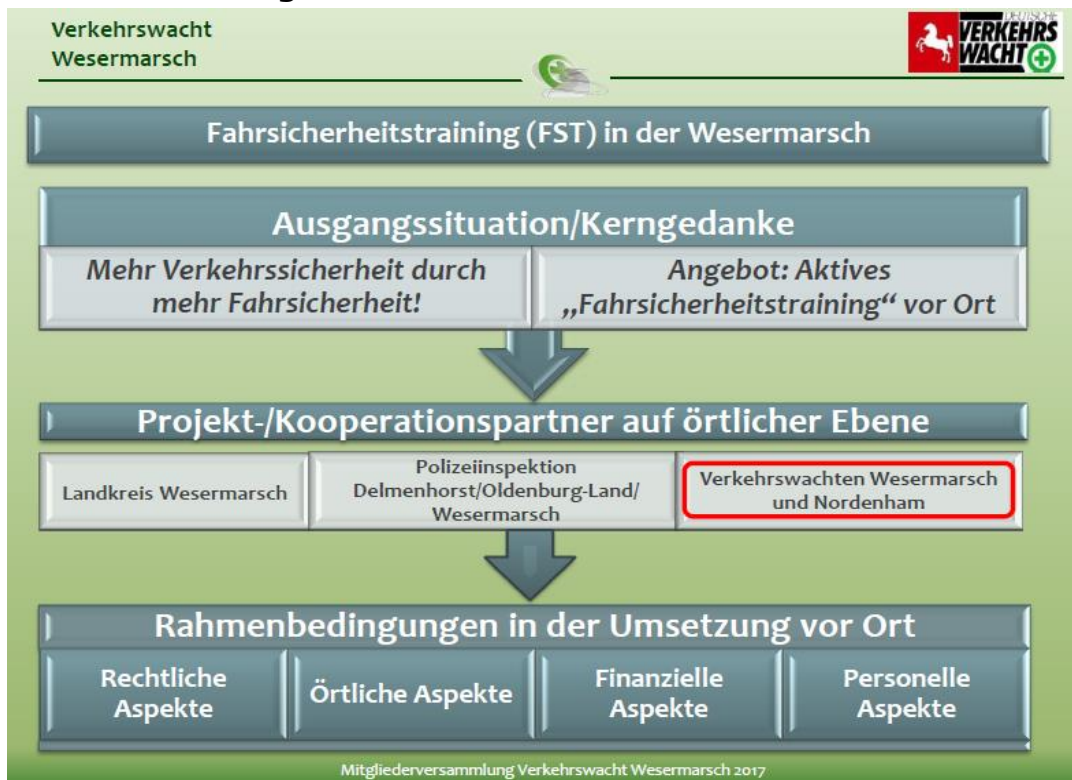 Verkehrswacht
Wesermarsch
DEUTSCHE
VERKEHRS
WACHT
Fahrsicherheitstraining (FST) in der Wesermarsch
Ausgangssituation/Kerngedanke
Mehr Verkehrssicherheit durch
mehr Fahrsicherheit!
Angebot: Aktives
„Fahrsicherheitstraining“ vor Ort
Projekt-/Kooperationspartner auf örtlicher Ebene
Landkreis Wesermarsch
Polizeiinspektion
Delmenhorst/Oldenburg-Land/
Wesermarsch
Verkehrswachten Wesermarsch
und Nordenham
Rahmenbedingungen in der Umsetzung vor Ort
Rechtliche
Aspekte
Örtliche Aspekte
Finanzielle
Aspekte
Personelle
Aspekte
Mitgliederversammlung Verkehrswacht Wesermarsch 2017